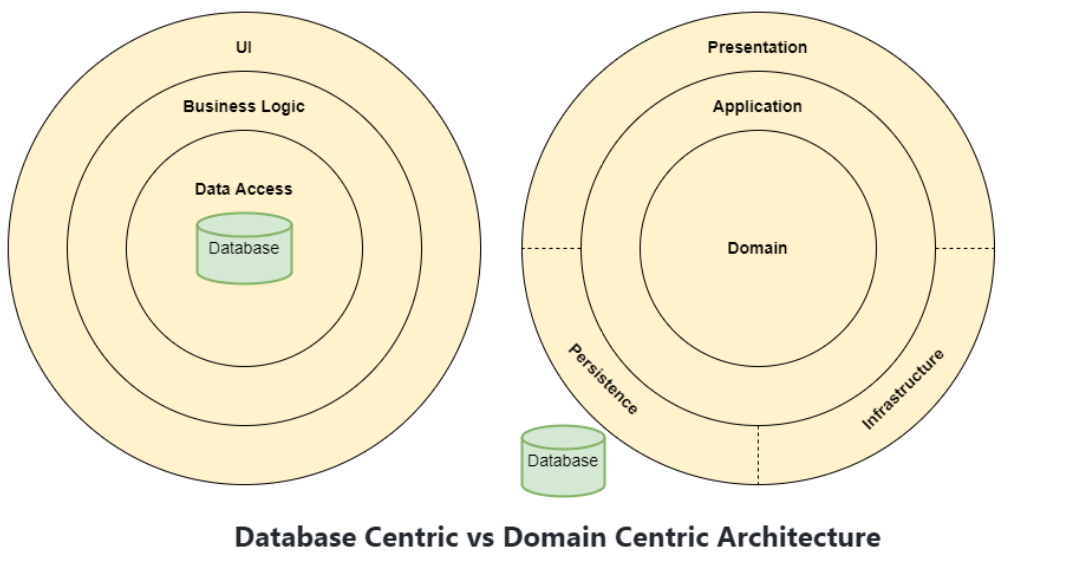 UI
Business Logic
Data Access
Database
Presentation
Application
Domain
Persistence
Infrastructure
Database
Database Centric vs Domain Centric Architecture